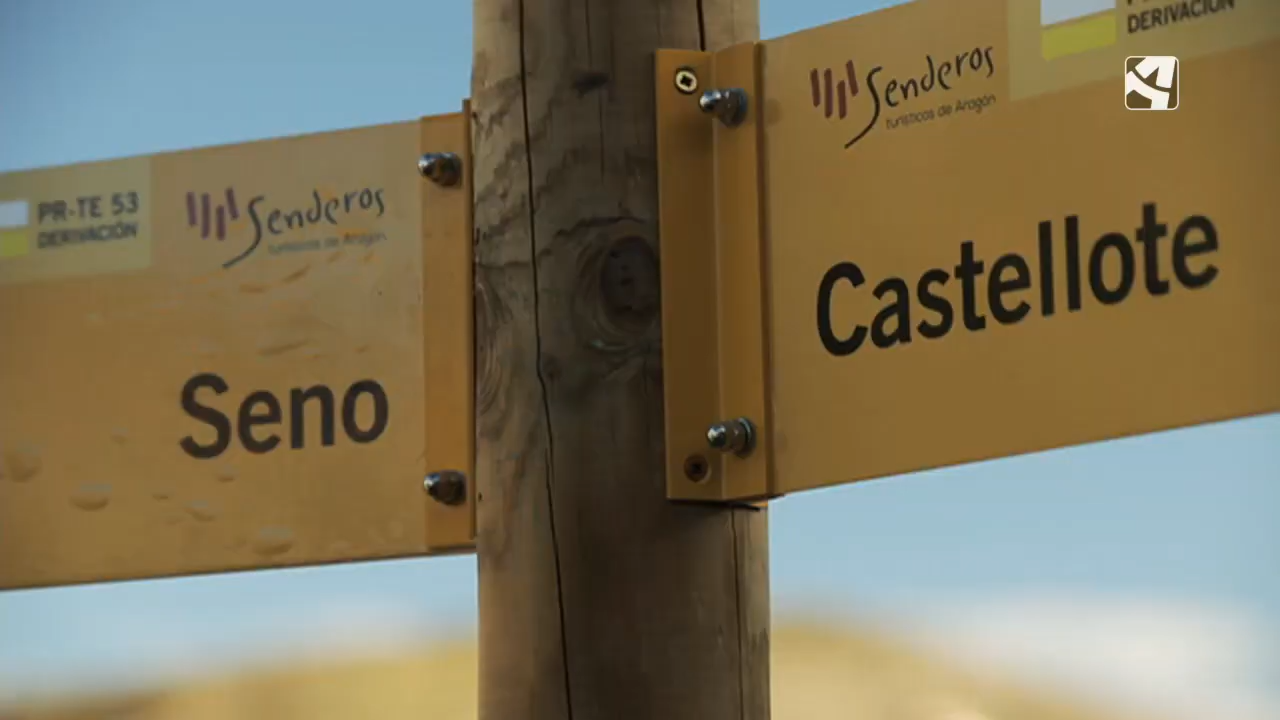 PR-TE 53
DERIVACIÓN
Senderos
turísticos de Aragón
Seno
Senderos
turísticos de Aragón
DERIVACIÓN
Castellote